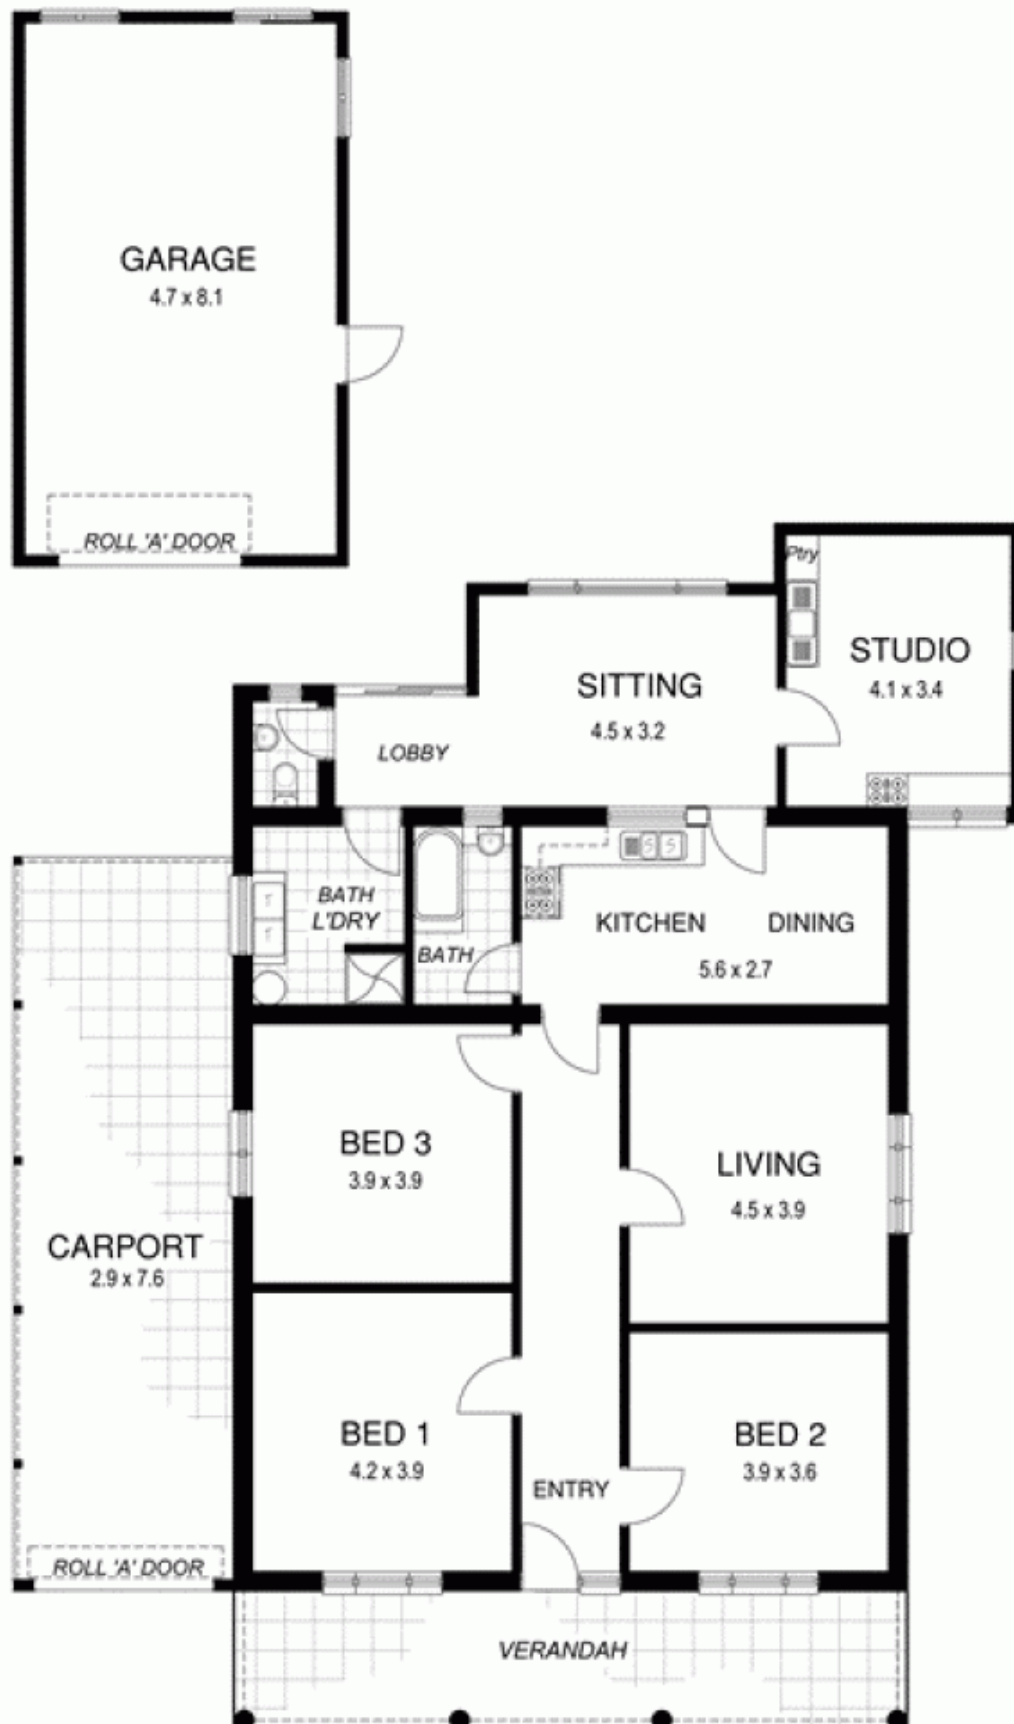 GARAGE
4.7 x 8.1
ROLL 'A' DOOR
Ptry
STUDIO
4.1 x 3.4
SITTING
4.5 x 3.2
LOBBY
BATH
L'DRY
BATH
KITCHEN
DINING
5.6 x 2.7
BED 3
3.9 x 3.9
LIVING
4.5 x 3.9
CARPORT
2.9 x 7.6
BED 1
4.2 x 3.9
BED 2
3.9 x 3.6
ENTRY
ROLL 'A' DOOR
VERANDAH